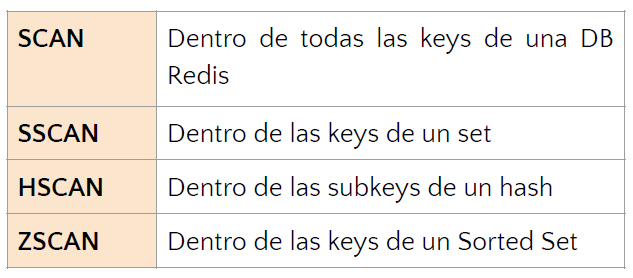 SCAN Dentro de todas las keys de una DB
Redis
SSCAN Dentro de las keys de un set
HSCAN Dentro de las subkeys de un hash
ZSCAN Dentro de las keys de un Sorted Set